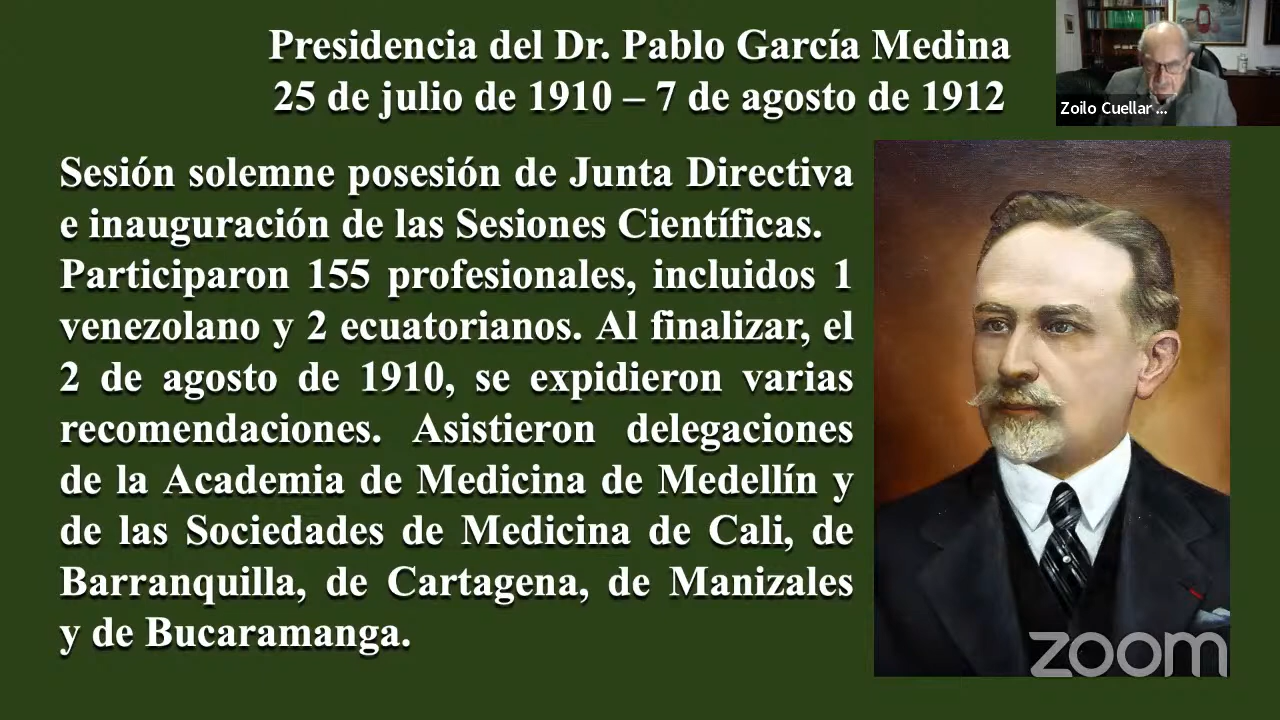 Presidencia del Dr. Pablo García Medina
25 de julio de 1910 – 7 de agosto de 1912
Zoilo Cuellar ...
Sesión solemne posesión de Junta Directiva
e inauguración de las Sesiones Científicas.
Participaron 155 profesionales, incluidos 1
venezolano y 2 ecuatorianos. Al finalizar, el
2 de agosto de 1910, se expidieron varias
recomendaciones. Asistieron delegaciones
de la Academia de Medicina de Medellín y
de las Sociedades de Medicina de Cali, de
Barranquilla, de Cartagena, de Manizales
y de Bucaramanga.
zoom